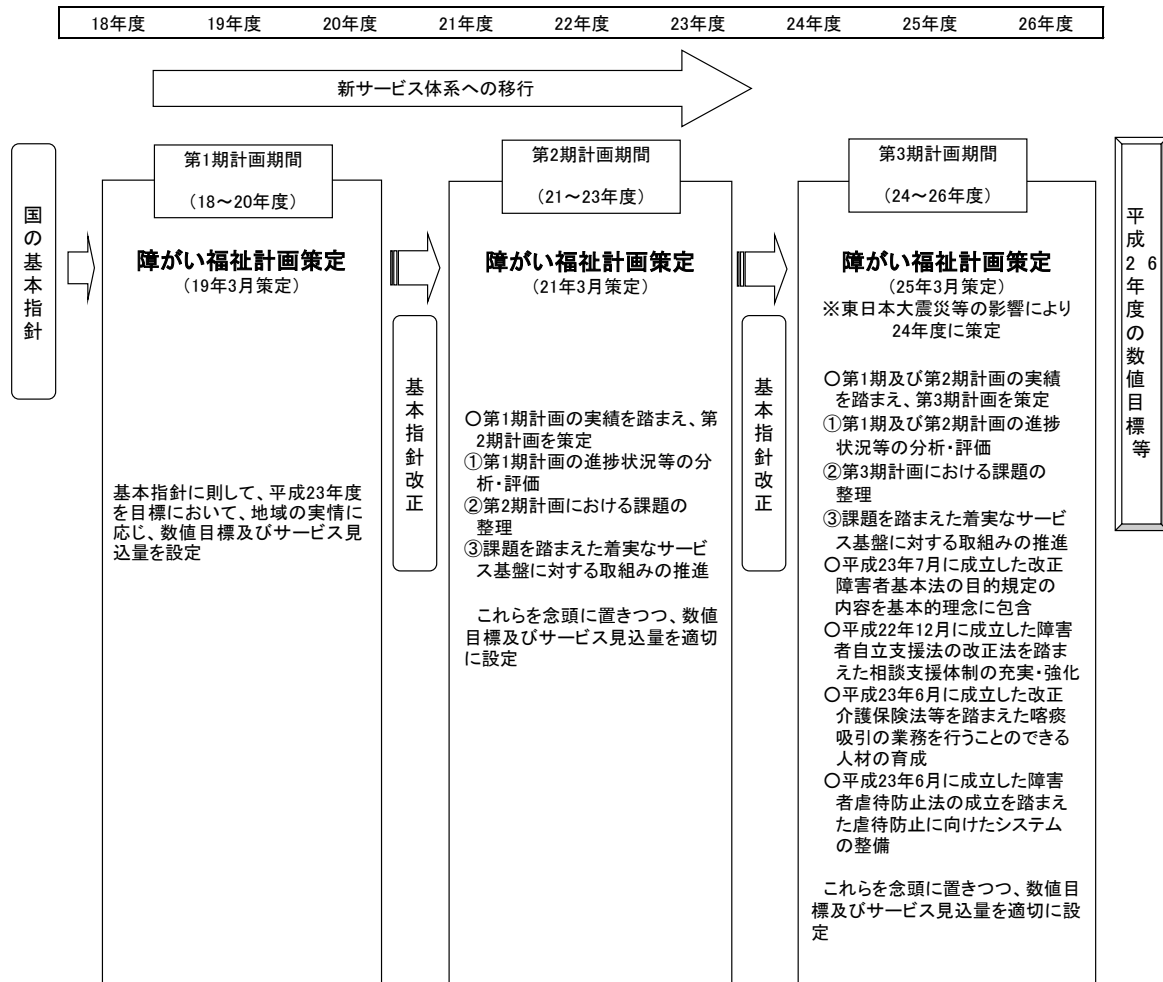 18年度 19年度 20年度 21年度 22年度 23年度 24年度 25年度 26年度
新サービス体系への移行
国の基本指針
第1期計画期間
（18～20年度）
障がい福祉計画策定
（19年3月策定）
基本指針に則して、平成23年度
を目標において、地域の実情に
応じ、数値目標及びサービス見
込量を設定
基本指針改正
第2期計画期間
（21～23年度）
障がい福祉計画策定
（21年3月策定）
○第1期計画の実績を踏まえ、第
2期計画を策定
①第1期計画の進捗状況等の分
析・評価
②第2期計画における課題の
整理
③課題を踏まえた着実なサービ
ス基盤に対する取組みの推進
これらを念頭に置きつつ、数値
目標及びサービス見込量を適切
に設定
基本指針改正
第3期計画期間
（24～26年度）
障がい福祉計画策定
（25年3月策定）
※東日本大震災等の影響により
24年度に策定
○第1期及び第2期計画の実績
を踏まえ、第3期計画を策定
①第1期及び第2期計画の進捗
状況等の分析・評価
②第3期計画における課題の
整理
③課題を踏まえた着実なサービ
ス基盤に対する取組みの推進
○平成23年7月に成立した改正
障害者基本法の目的規定の
内容を基本的理念に包含
○平成22年12月に成立した障害
者自立支援法の改正法を踏ま
えた相談支援体制の充実・強化
○平成23年6月に成立した改正
介護保険法等を踏まえた喀痰
吸引の業務を行うことのできる
人材の育成
○平成23年6月に成立した障害
者虐待防止法の成立を踏まえ
た虐待防止に向けたシステム
の整備
これらを念頭に置きつつ、数値目
標及びサービス見込量を適切に設
定
平成26年度の数値目標等